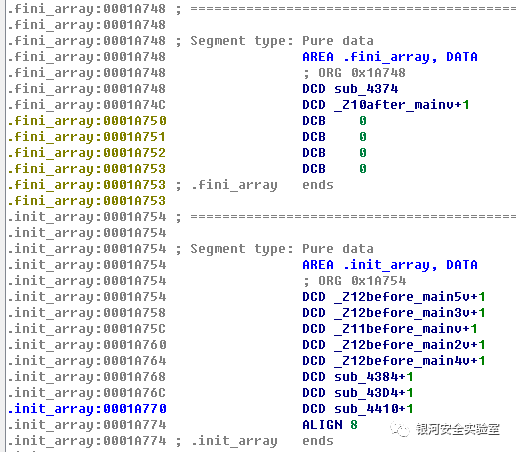 .fini_array:0001A748 ; =======================================
.fini_array:0001A748
.fini_array:0001A748 ; Segment type: Pure data
.fini_array:0001A748 AREA .fini_array, DATA
.fini_array:0001A748 ; ORG 0x1A748
.fini_array:0001A748 DCD sub_4374
.fini_array:0001A74C DCD _Z10after_mainv+1
.fini_array:0001A750 DCB 0
.fini_array:0001A751 DCB 0
.fini_array:0001A752 DCB 0
.fini_array:0001A753 DCB 0
.fini_array:0001A753 ; .fini_array ends
.fini_array:0001A753
.init_array:0001A754 ; =======================================
.init_array:0001A754
.init_array:0001A754 ; Segment type: Pure data
.init_array:0001A754 AREA .init_array, DATA
.init_array:0001A754 ; ORG 0x1A754
.init_array:0001A754 DCD _Z12before_main5v+1
.init_array:0001A758 DCD _Z12before_main3v+1
.init_array:0001A75C DCD _Z11before_mainv+1
.init_array:0001A760 DCD _Z12before_main2v+1
.init_array:0001A764 DCD _Z12before_main4v+1
.init_array:0001A768 DCD sub_4384+1
.init_array:0001A76C DCD sub_43D4+1
.init_array:0001A770 DCD sub_4410+1
.init_array:0001A774 ALIGN 8
.init_array:0001A774 ; .init_array ends
银河安全实验室